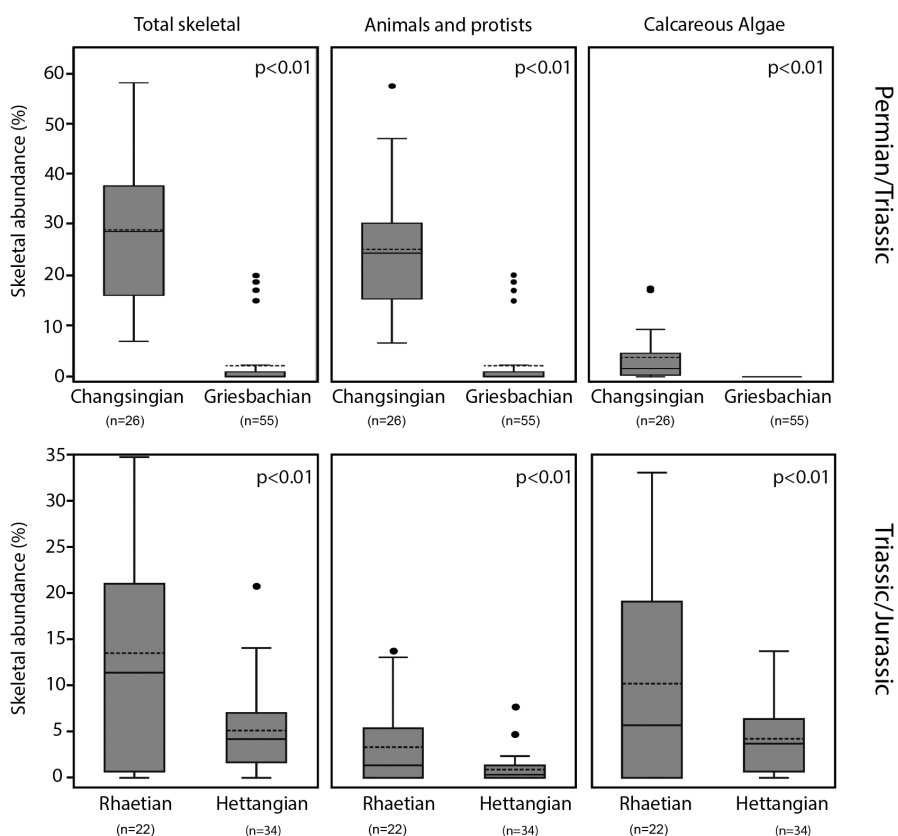 Total skeletal
Animals and protists
Calcareous Algae
p<0.01
p<0.01
p<0.01
Skeletal abundance (%)
60
50
40
30
20
10
0
Permian/Triassic
Changsingian
Griesbachian
Changsingian
Griesbachian
Changsingian
Griesbachian
(n=26)
(n=55)
(n=26)
(n=55)
(n=26)
(n=55)
p<0.01
p<0.01
p<0.01
Skeletal abundance (%)
35
30
25
20
15
10
5
0
Triassic/Jurassic
Rhaetian
Hettangian
Rhaetian
Hettangian
Rhaetian
Hettangian
(n=22)
(n=34)
(n=22)
(n=34)
(n=22)
(n=34)